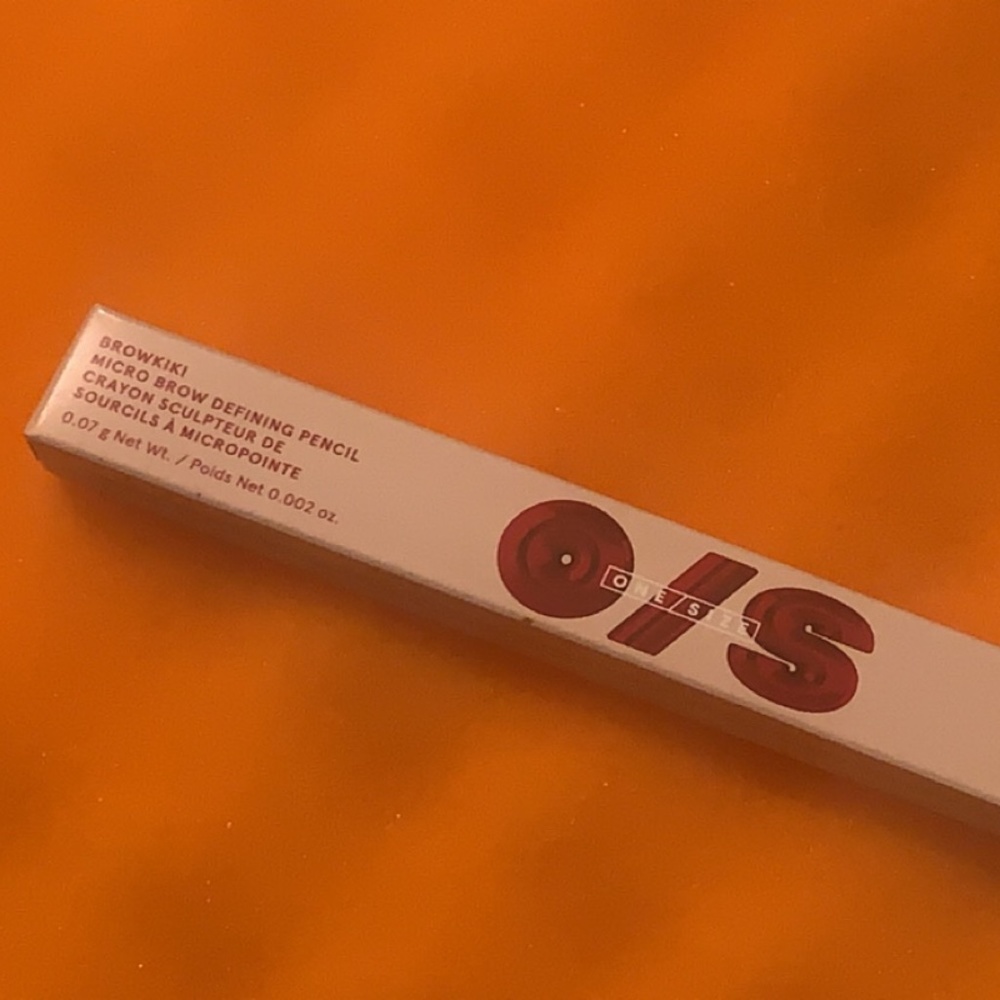 BROWKIKI
MICRO BROW DEFINING PENCIL
CRAYON SCULPTEUR DE
SOURCILS À MICROPOINTE
0.07 g Net Wt. / Poids Net 0.002 oz.
O/S
ONE/SIZE